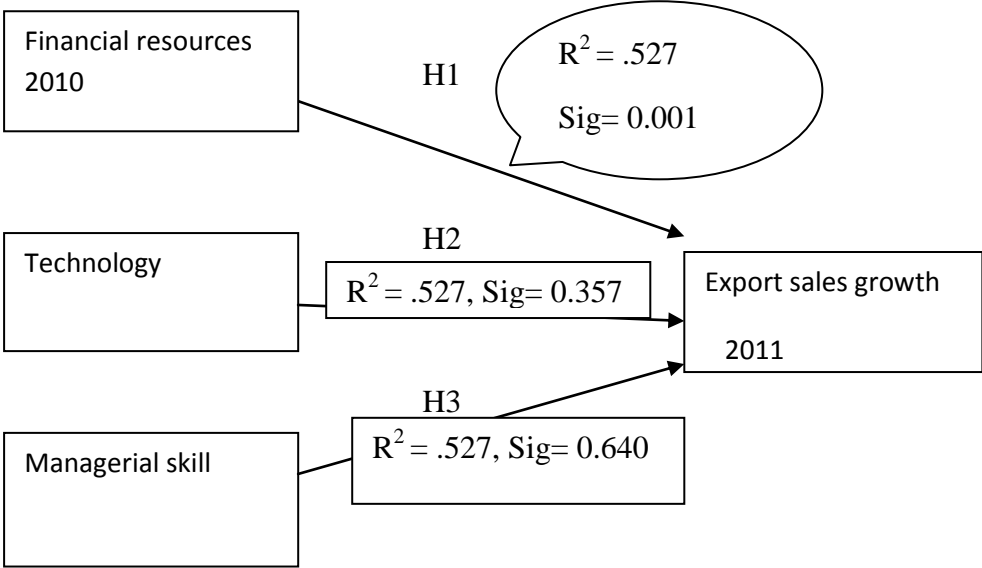 Financial resources
2010
H1
R² = .527
Sig= 0.001
Technology
H2
R² = .527, Sig= 0.357
Export sales growth
2011
Managerial skill
H3
R² = .527, Sig= 0.640